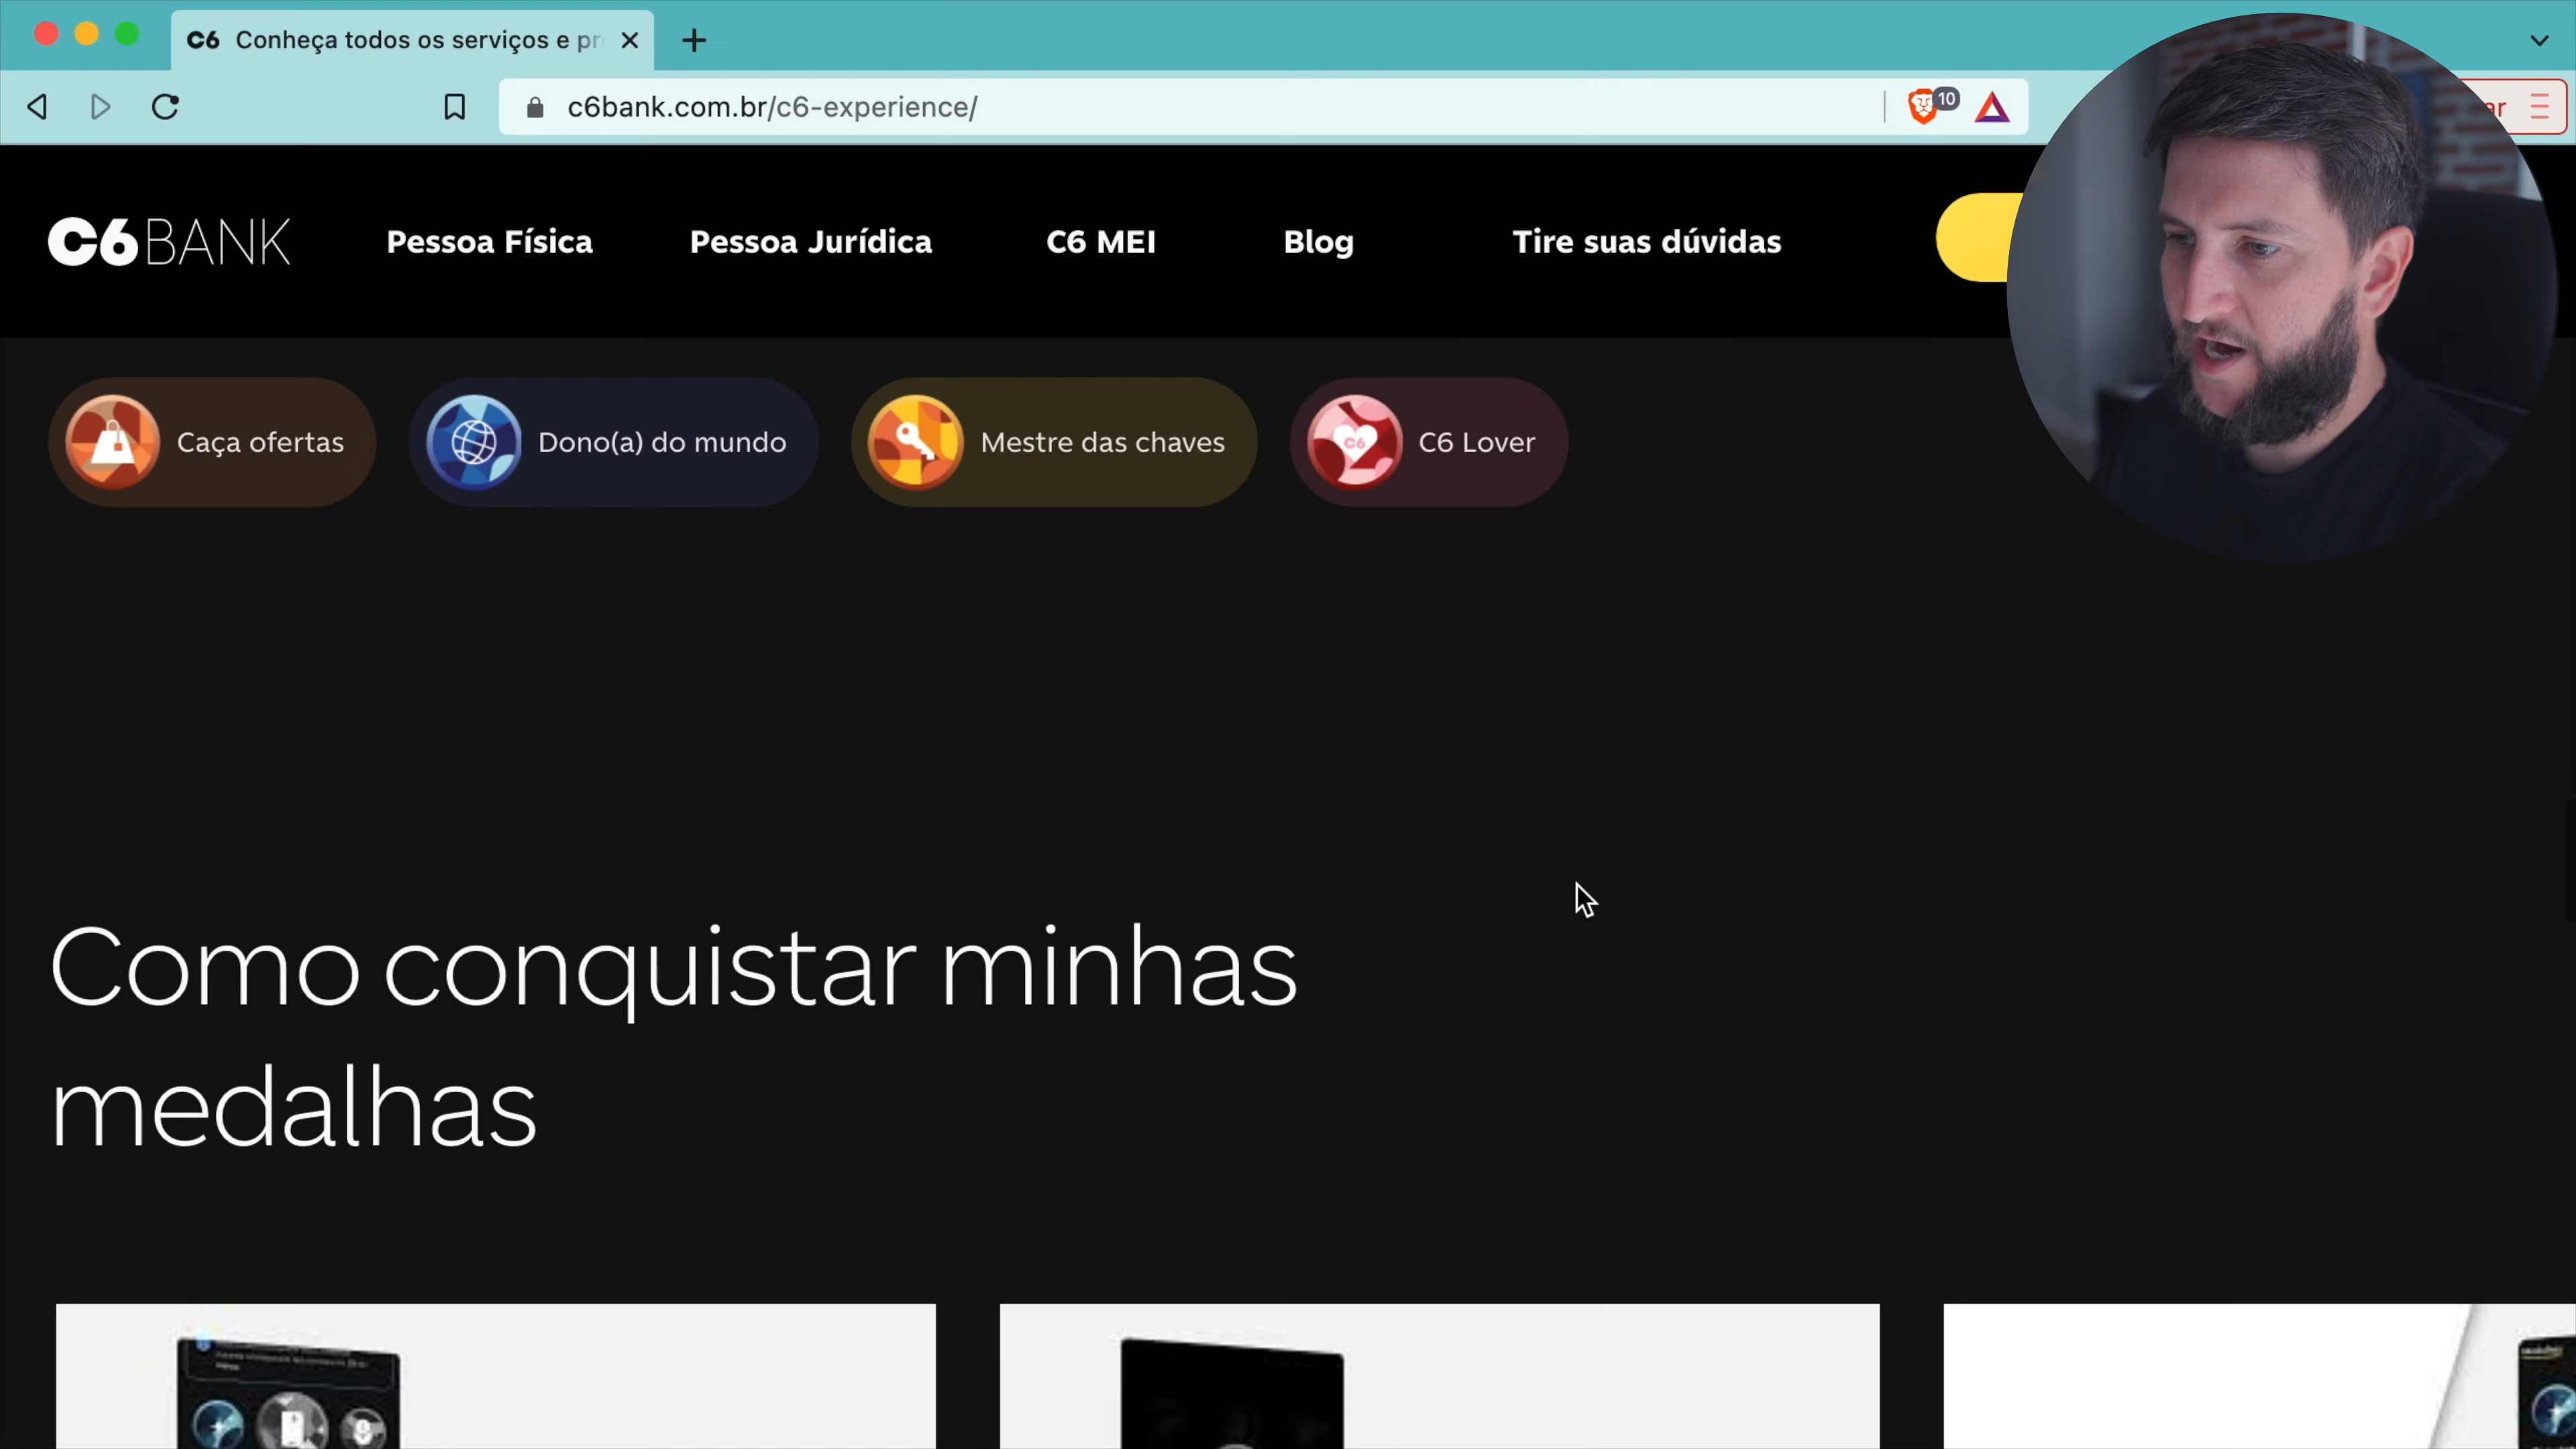 C6 Conheça todos os serviços e pr
c6bank.com.br/c6-experience/
10
ar
C6 BANK
Pessoa Física
Pessoa Jurídica
C6 MEI
Blog
Tire suas dúvidas
Caça ofertas
Dono(a) do mundo
Mestre das chaves
C6
C6 Lover
Como conquistar minhas
medalhas